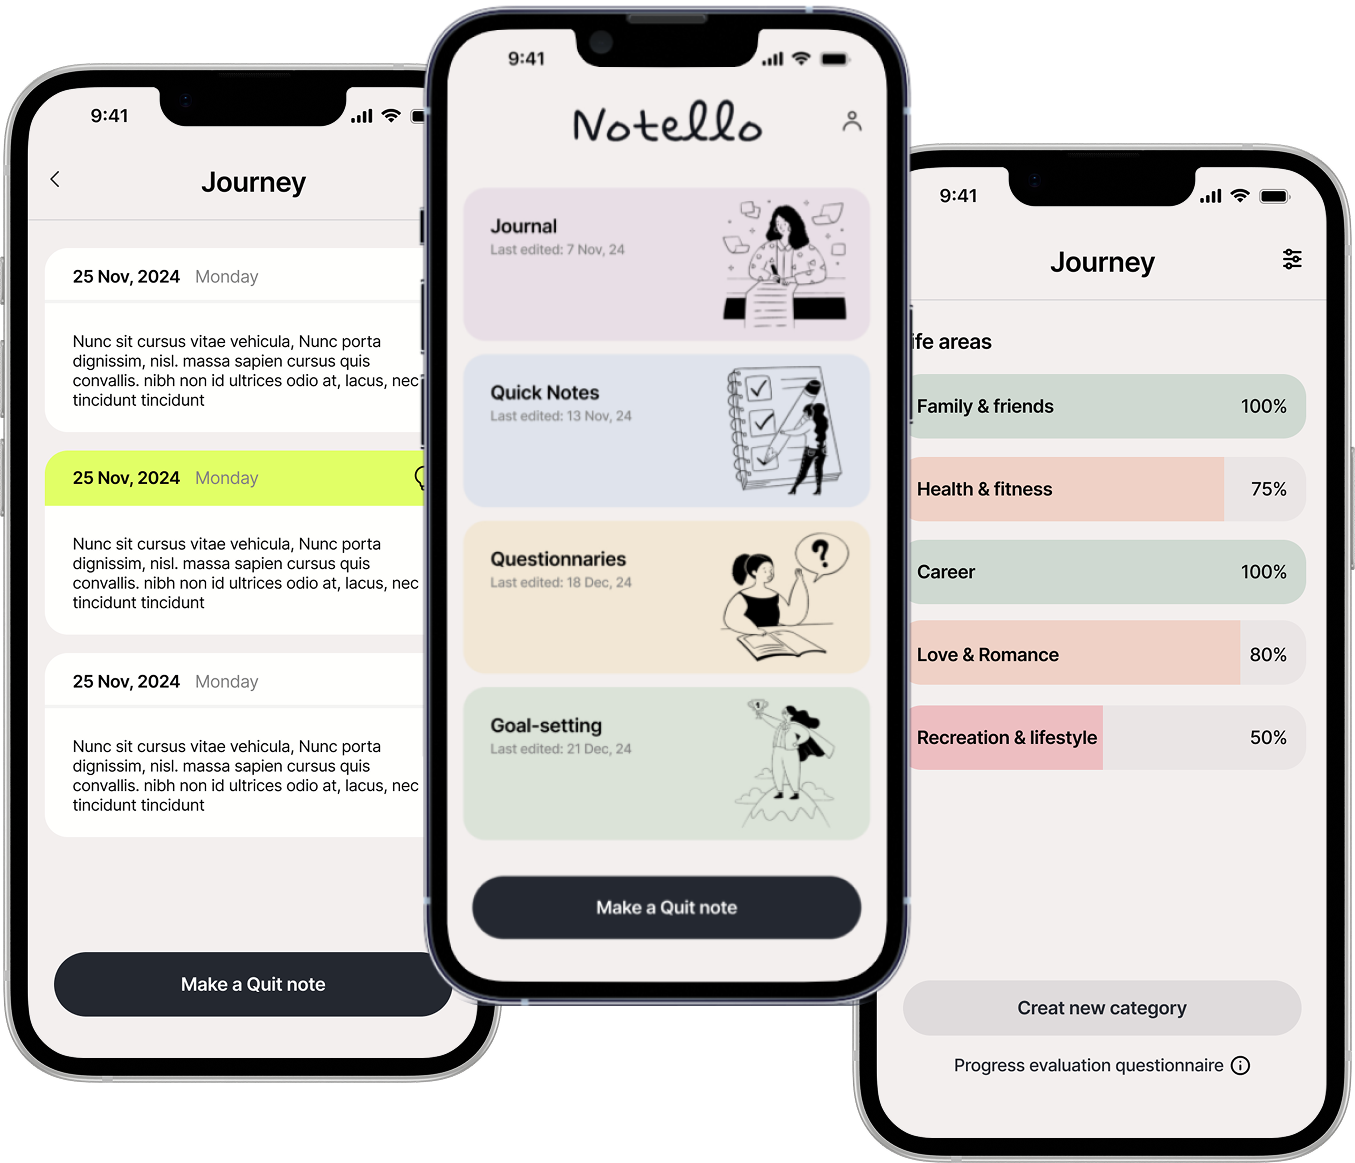 9:41
Journey
25 Nov, 2024 Monday
Nunc sit cursus vitae vehicula, Nunc porta
dignissim, nisl. massa sapien cursus quis
convallis. nibh non id ultrices odio at, lacus, nec
tincidunt tincidunt
25 Nov, 2024 Monday
Nunc sit cursus vitae vehicula, Nunc porta
dignissim, nisl. massa sapien cursus quis
convallis. nibh non id ultrices odio at, lacus, nec
tincidunt tincidunt
25 Nov, 2024 Monday
Nunc sit cursus vitae vehicula, Nunc porta
dignissim, nisl. massa sapien cursus quis
convallis. nibh non id ultrices odio at, lacus, nec
tincidunt tincidunt
Make a Quit note
9:41
Notello
Journal
Last edited: 7 Nov, 24
Quick Notes
Last edited: 13 Nov, 24
Questionnaries
Last edited: 18 Dec, 24
?
Goal-setting
Last edited: 21 Dec, 24
1
Make a Quit note
9:41
Journey
ife areas
Family & friends 100%
Health & fitness 75%
Career 100%
Love & Romance 80%
Recreation & lifestyle 50%
Creat new category
Progress evaluation questionnaire